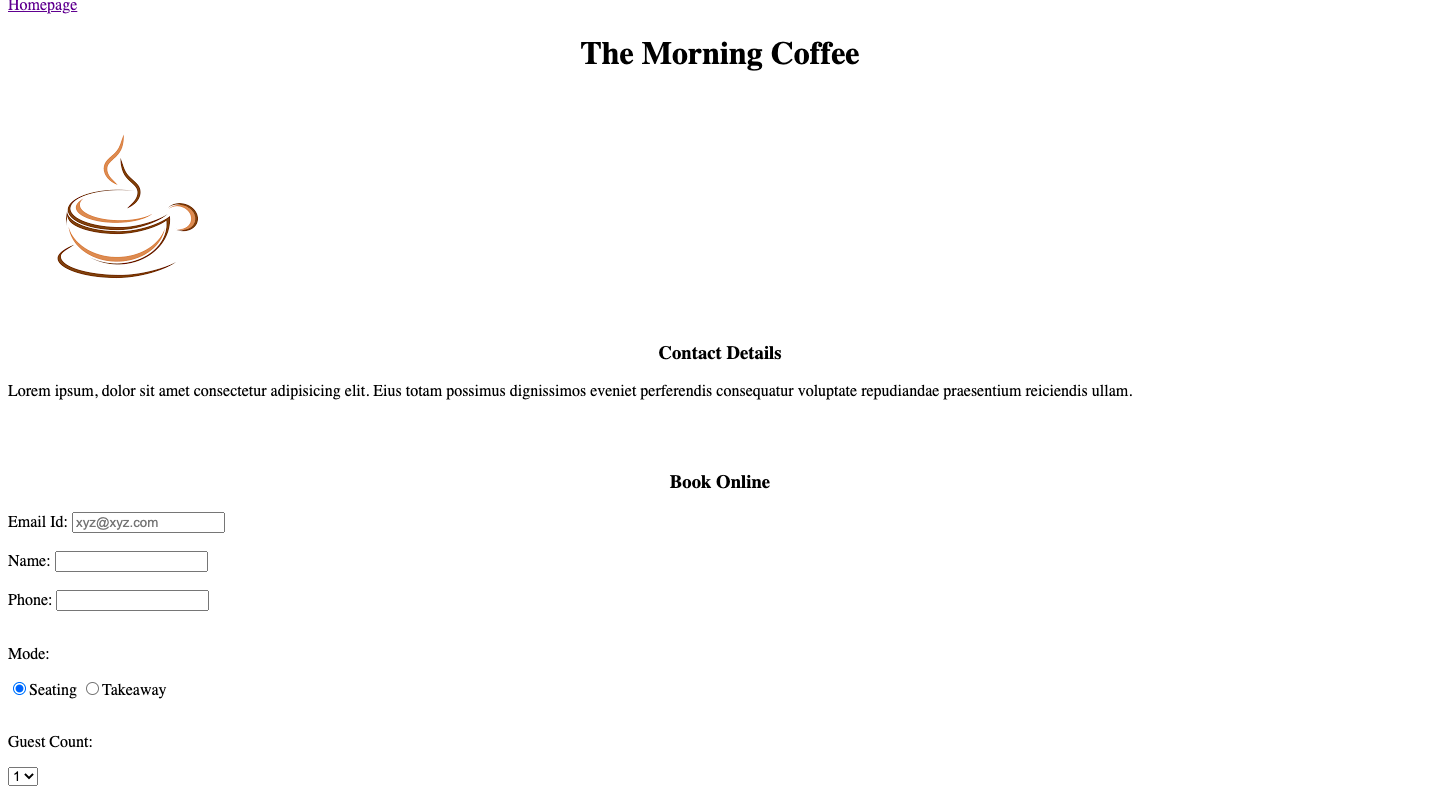 Homepage
The Morning Coffee
Contact Details
Lorem ipsum, dolor sit amet consectetur adipisicing elit. Eius totam possimus dignissimos eveniet perferendis consequatur voluptate repudiandae praesentium reiciendis ullam.
Book Online
Email Id: xyz@xyz.com
Name:
Phone:
Mode:
Seating Takeaway
Guest Count:
1